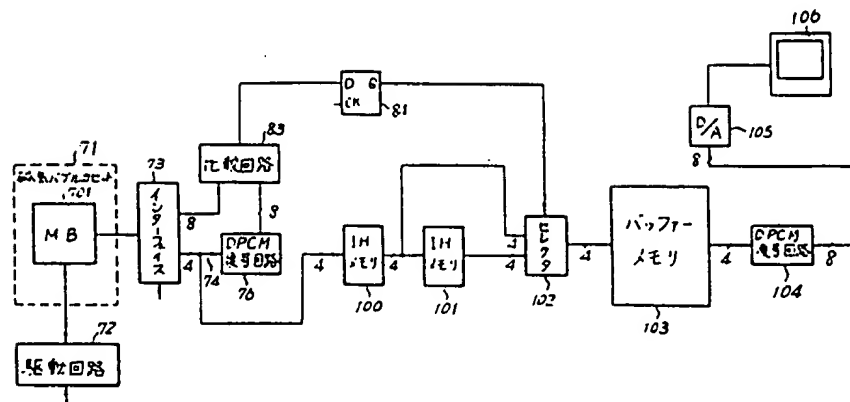 106
D Q
CK
81
D/A
105
8
83
比較回路
71
磁気バブルカセット
701
MB
73
インターフェイス
8
8
4
74
DPCM
復号回路
76
4
1H
メモリ
100
4
1H
メモリ
101
4
4
セレクタ
102
4
バッファー
メモリ
103
4
DPCM
復号回路
104
8
72
駆動回路